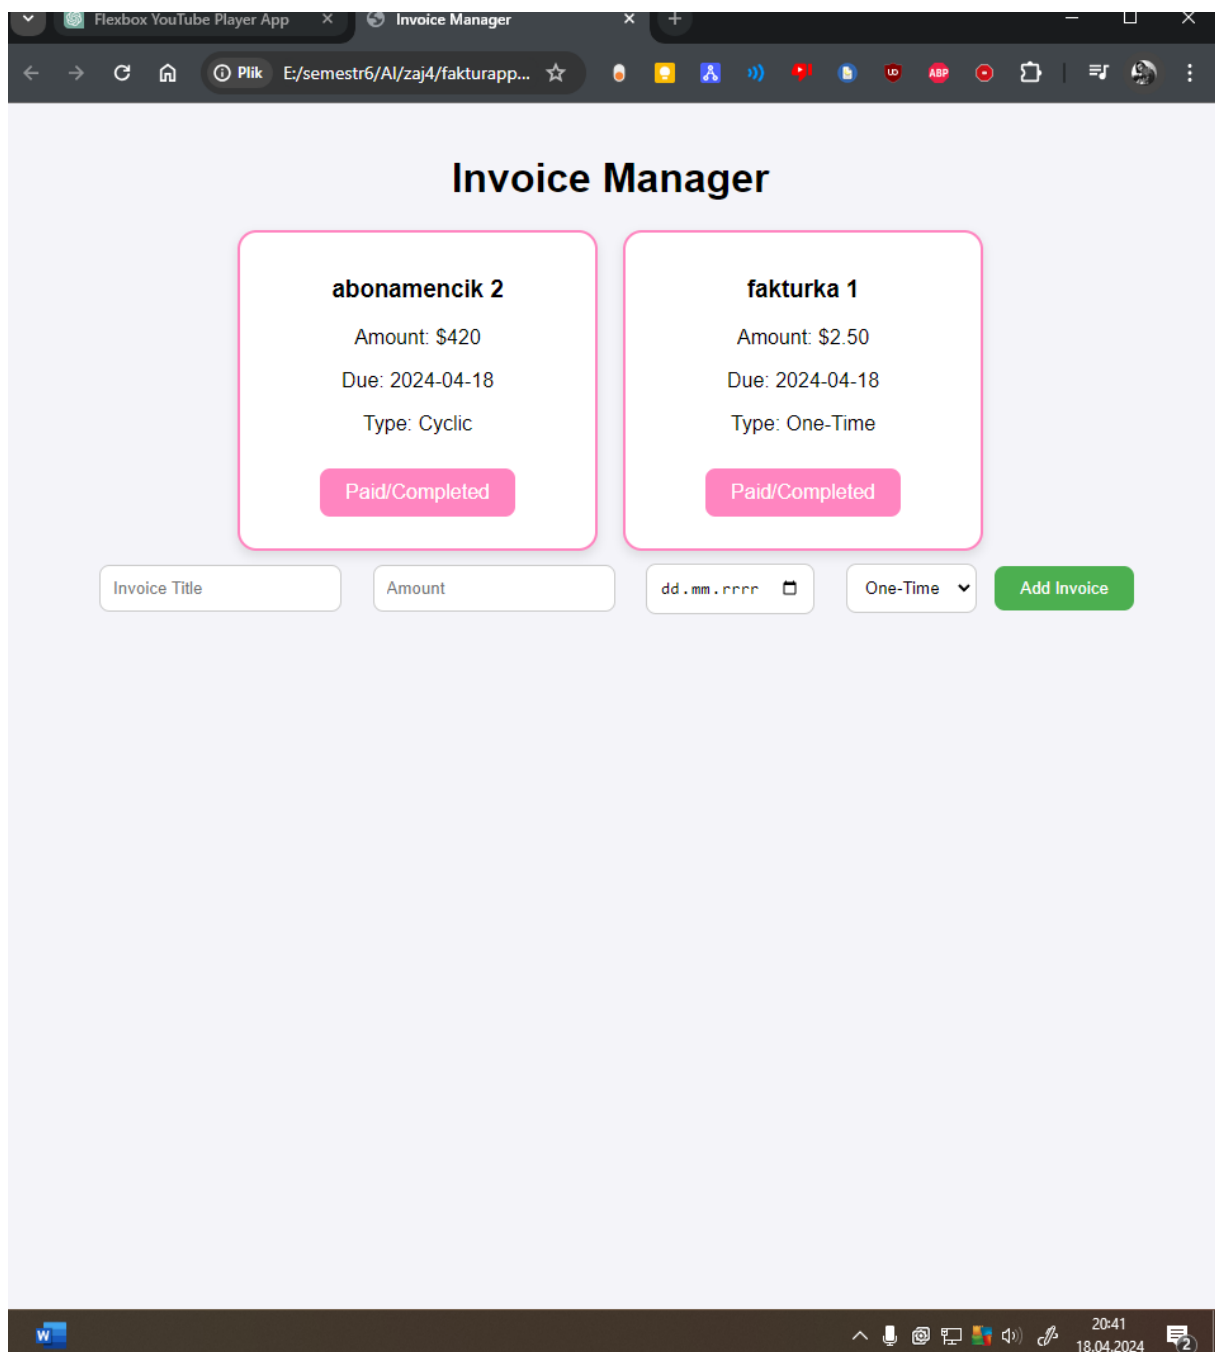 Flexbox YouTube Player App
Invoice Manager
Plik E:/semestr6/AI/zaj4/fakturapp...
ABP
Invoice Manager
abonamencik 2
Amount: $420
Due: 2024-04-18
Type: Cyclic
Paid/Completed
fakturka 1
Amount: $2.50
Due: 2024-04-18
Type: One-Time
Paid/Completed
Invoice Title
Amount
dd.mm.rrrr
One-Time
Add Invoice
W
20:41
18.04.2024
2